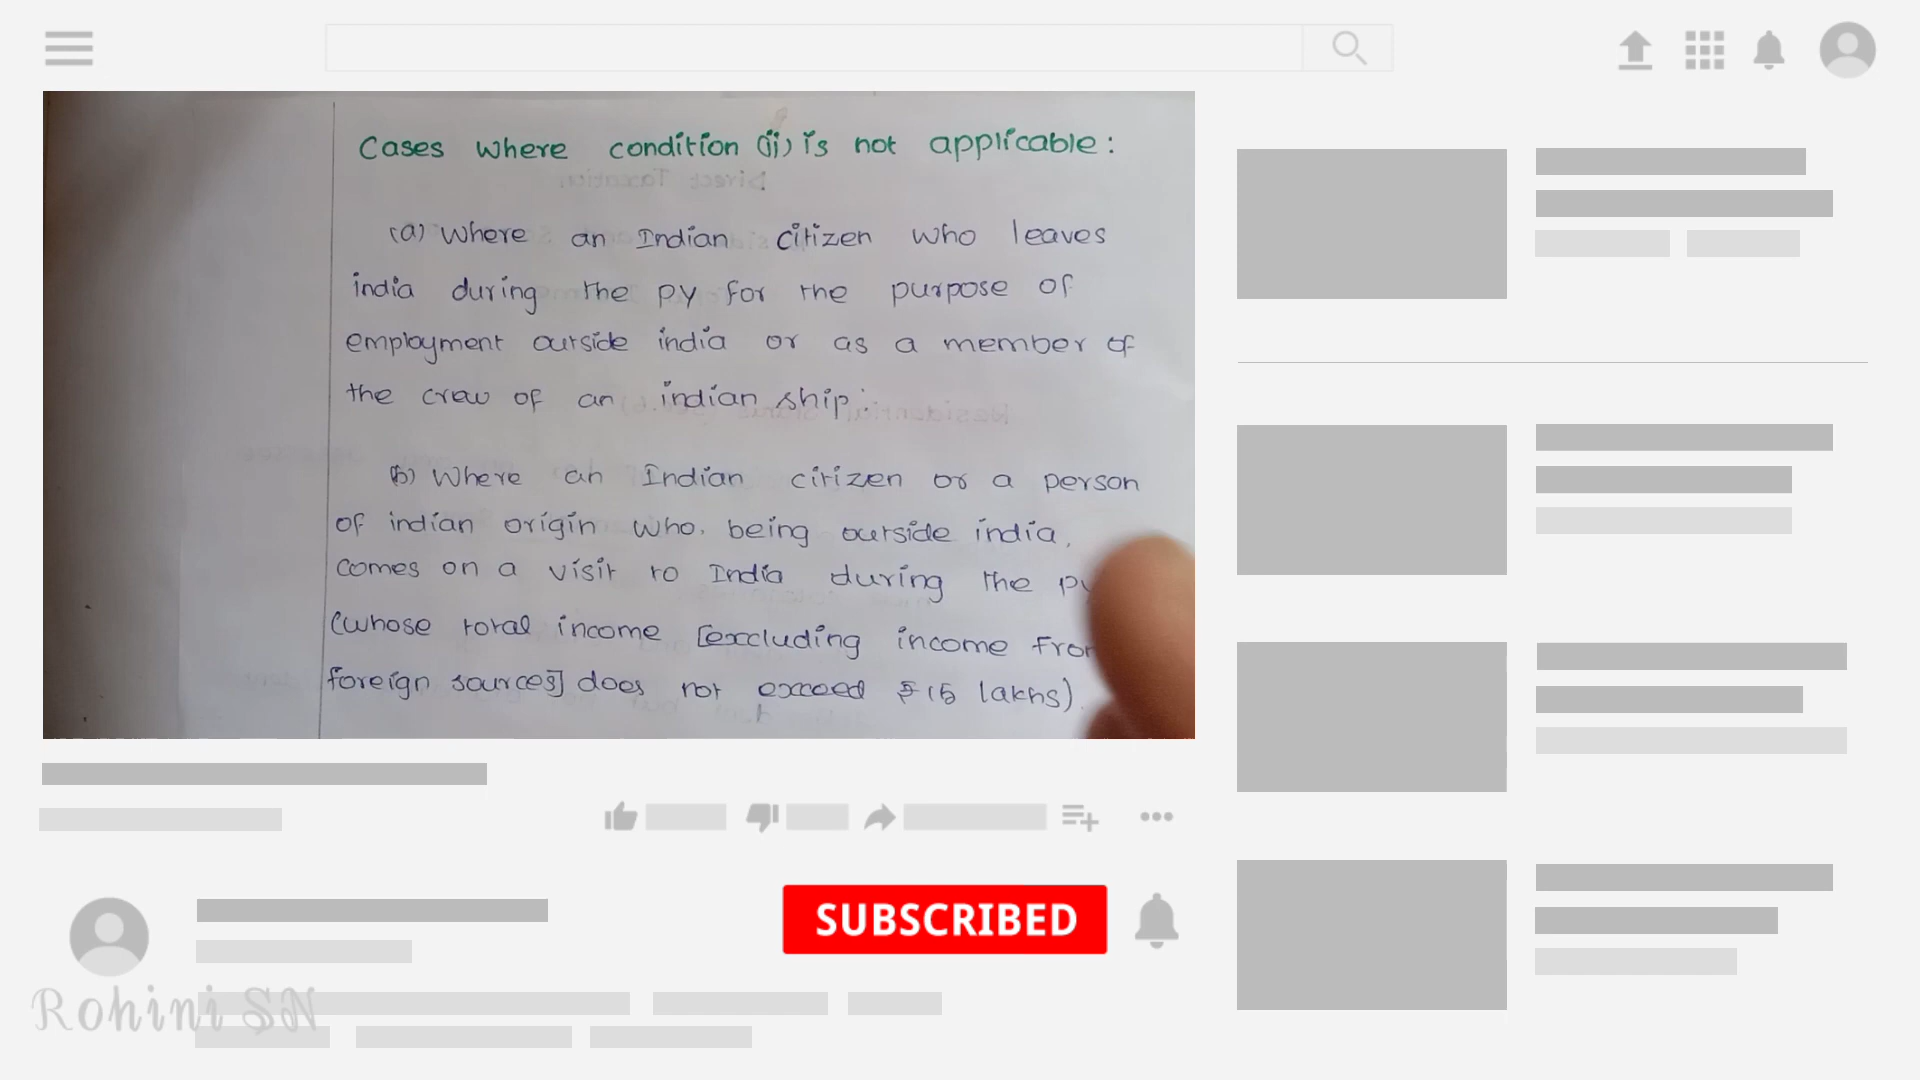 Cases where condition (ii) is not applicable:
(a) Where an Indian citizen who leaves
india during the PY for the purpose of
employment outside india or as a member of
the crew of an indian ship.
(b) Where an Indian citizen or a person
of indian origin who, being outside india,
comes on a visit to India during the py
(whose total income [excluding income from
foreign sources] does not exceed ₹ 15 lakhs).
SUBSCRIBED
Rohini SN